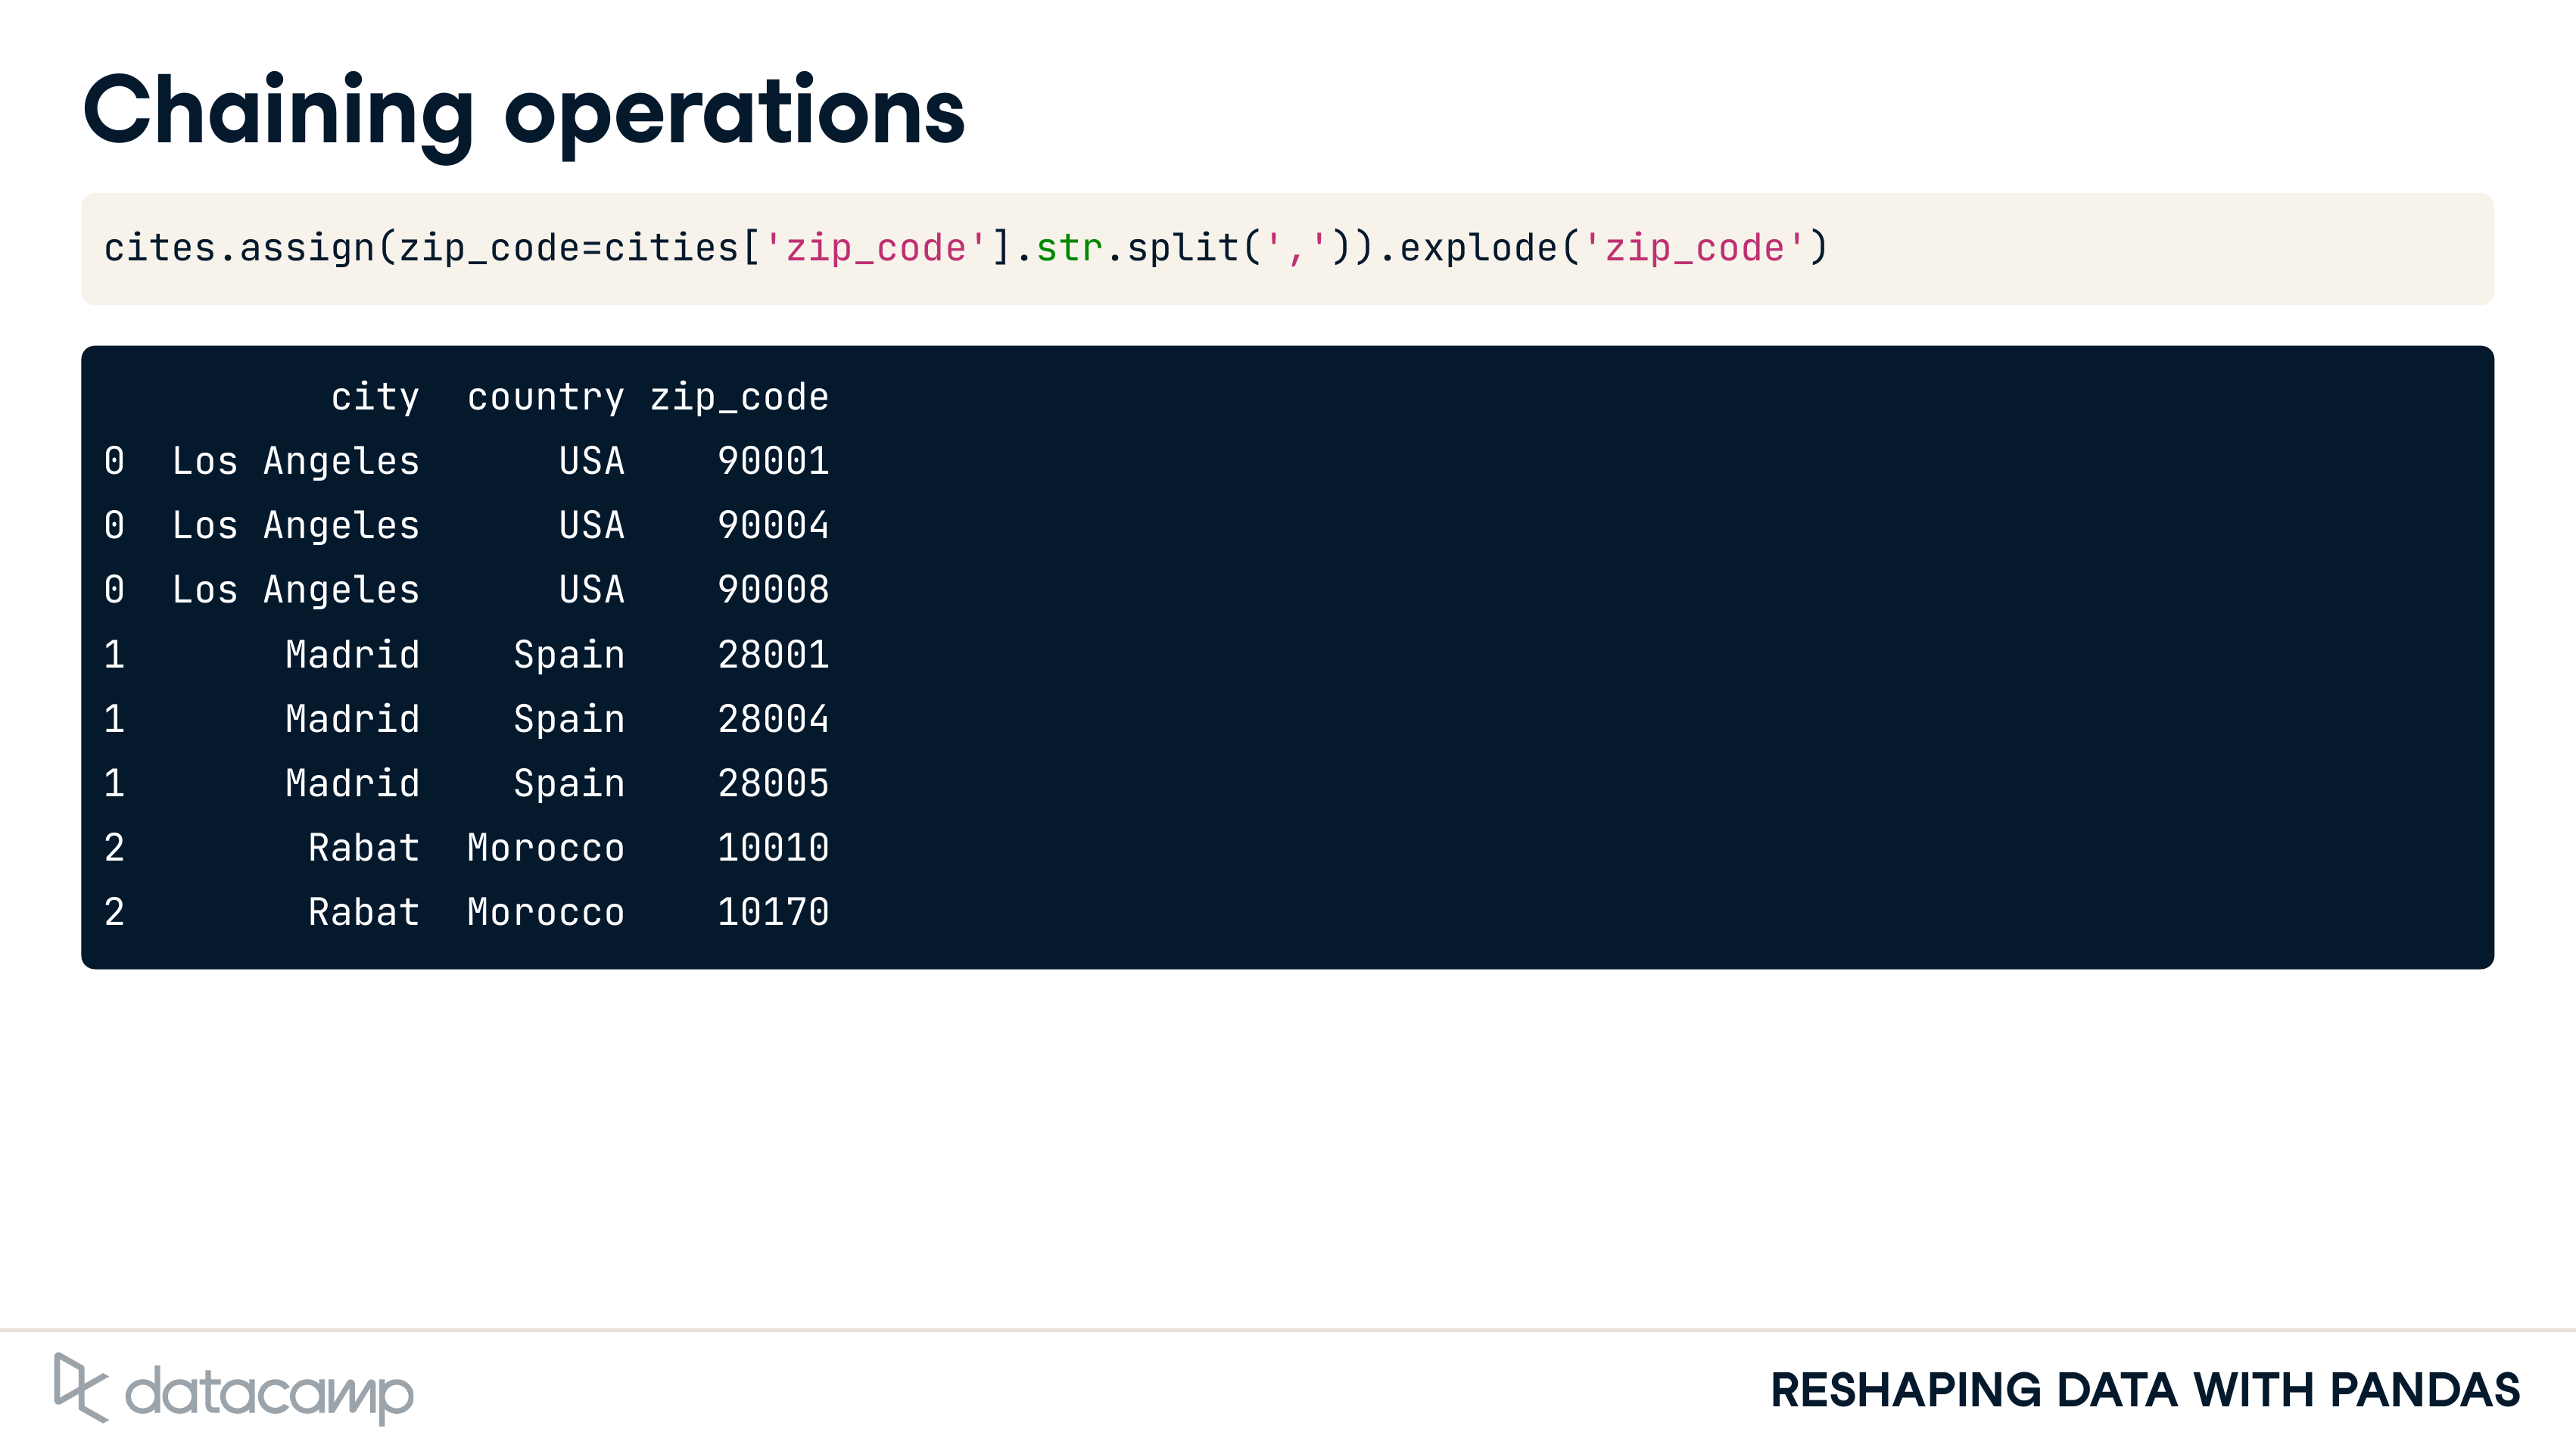 Chaining operations
cites.assign(zip_code=cities['zip_code'].str.split(',')).explode('zip_code')
city country zip_code
0 Los Angeles USA 90001
0 Los Angeles USA 90004
0 Los Angeles USA 90008
1 Madrid Spain 28001
1 Madrid Spain 28004
1 Madrid Spain 28005
2 Rabat Morocco 10010
2 Rabat Morocco 10170
datacamp
RESHAPING DATA WITH PANDAS